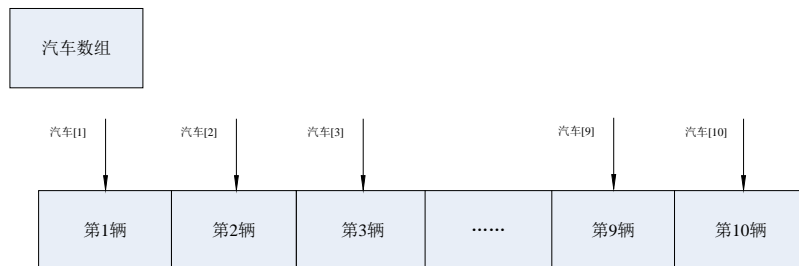 汽车数组
汽车[1] 汽车[2] 汽车[3] 汽车[9] 汽车[10]
第1辆 第2辆 第3辆 …… 第9辆 第10辆